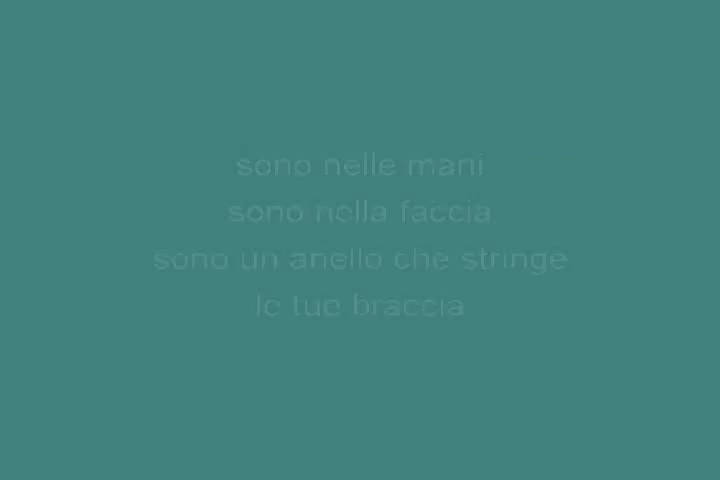 sono nelle mani
sono nella faccia
sono un anello che stringe
le tue braccia